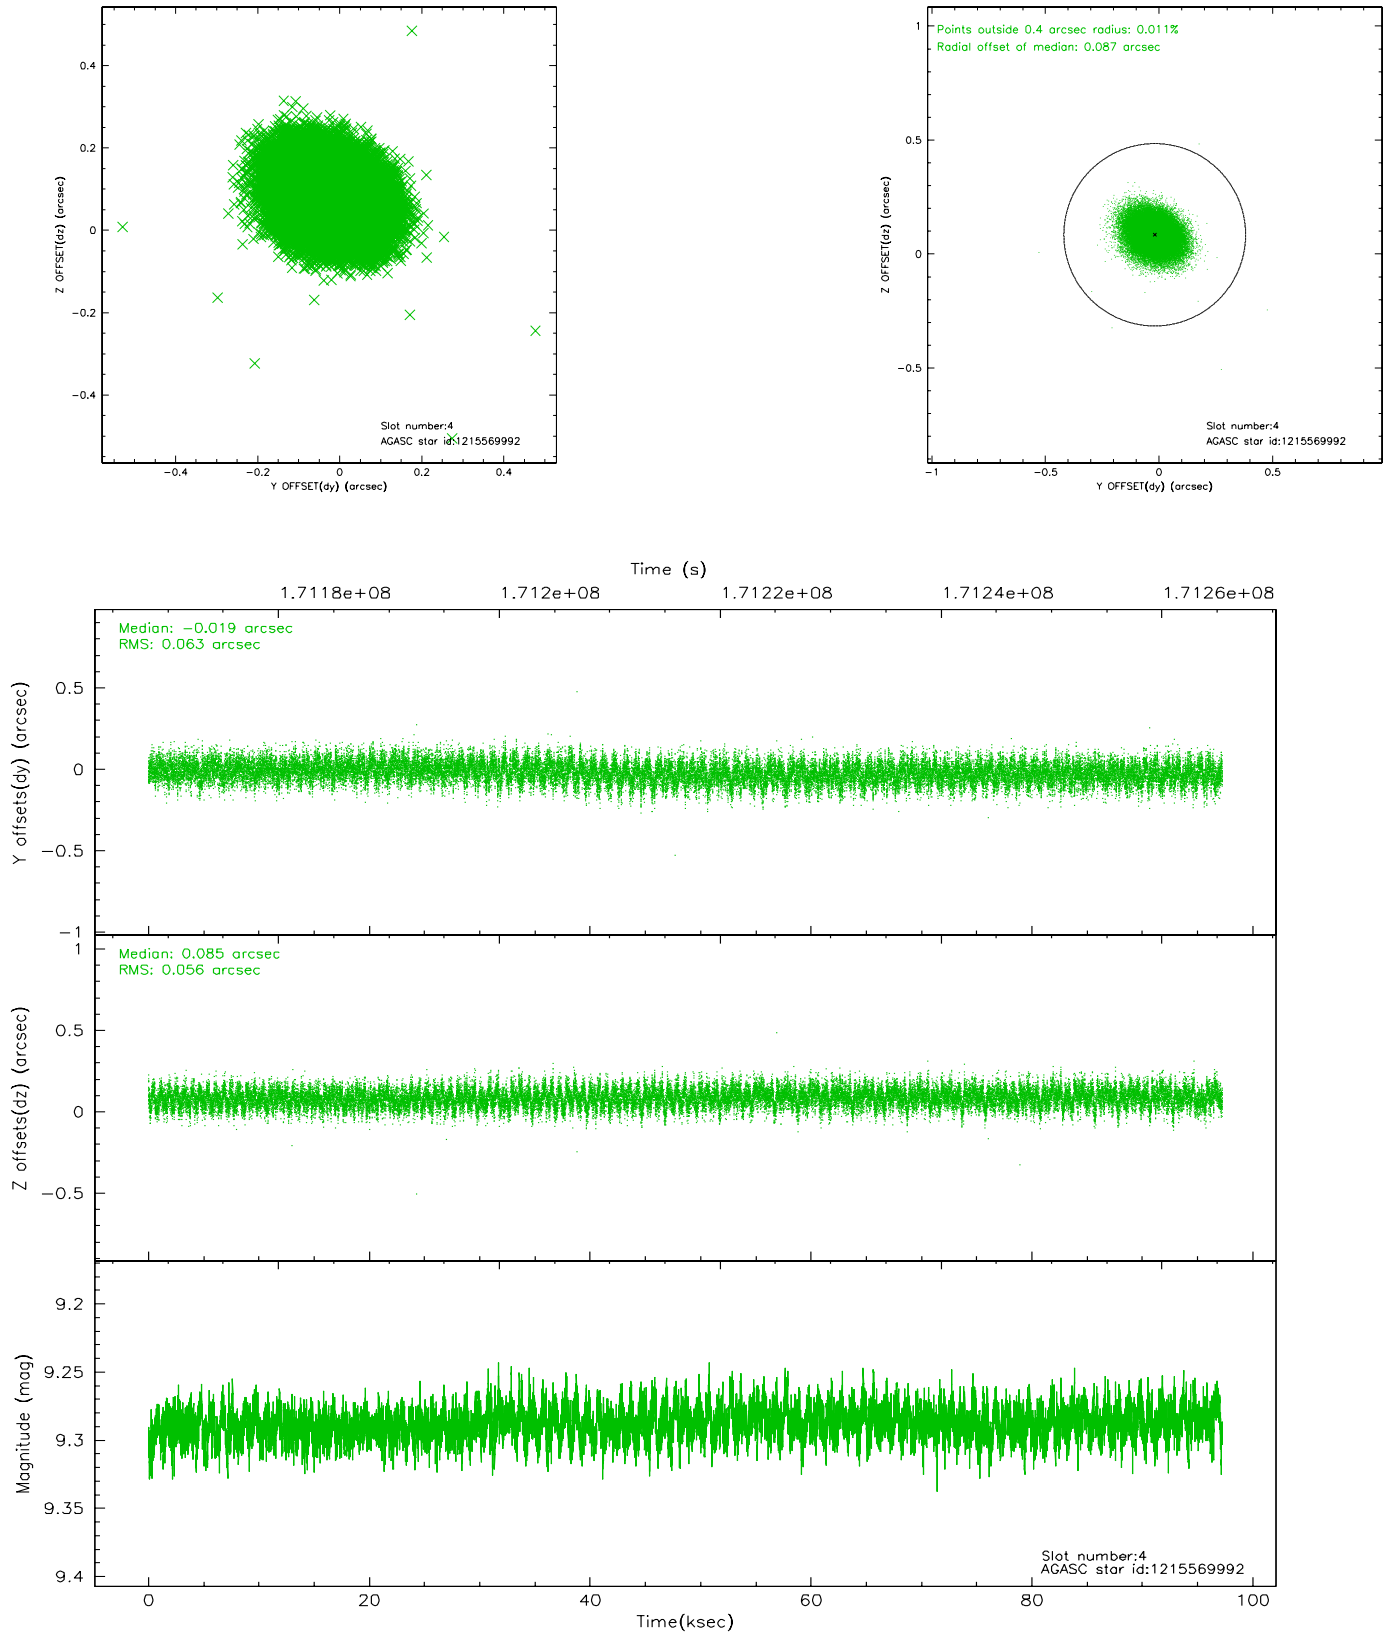 0.4
0.2
0
−0.2
−0.4
Z OFFSET(dz) (arcsec)
Slot number:4
AGASC star id:1215569992
−0.4
−0.2
0
0.2
0.4
Y OFFSET(dy) (arcsec)
Points outside 0.4 arcsec radius: 0.011%
Radial offset of median: 0.087 arcsec
1
0.5
0
−0.5
Z OFFSET(dz) (arcsec)
Slot number:4
AGASC star id:1215569992
−1
−0.5
0
0.5
Y OFFSET(dy) (arcsec)
Time (s)
1.7118e+08
1.712e+08
1.7122e+08
1.7124e+08
1.7126e+08
Median: −0.019 arcsec
RMS: 0.063 arcsec
0.5
0
−0.5
−1
Y offsets(dy) (arcsec)
Median: 0.085 arcsec
RMS: 0.056 arcsec
1
0.5
0
−0.5
Z offsets(dz) (arcsec)
9.2
9.25
9.3
9.35
9.4
Magnitude (mag)
Slot number:4
AGASC star id:1215569992
0
20
40
60
80
100
Time(ksec)